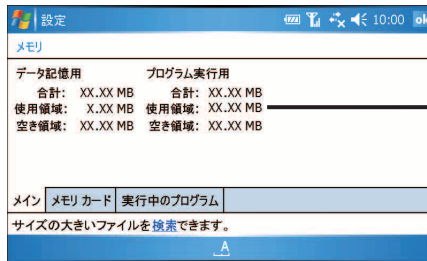 設定 10:00 ok
メモリ
データ記憶用 プログラム実行用
合計: XX.XX MB 合計: XX.XX MB
使用領域: X.XX MB 使用領域: XX.XX MB
空き領域: XX.XX MB 空き領域: XX.XX MB
メイン メモリ カード 実行中のプログラム
サイズの大きいファイルを検索できます。
A